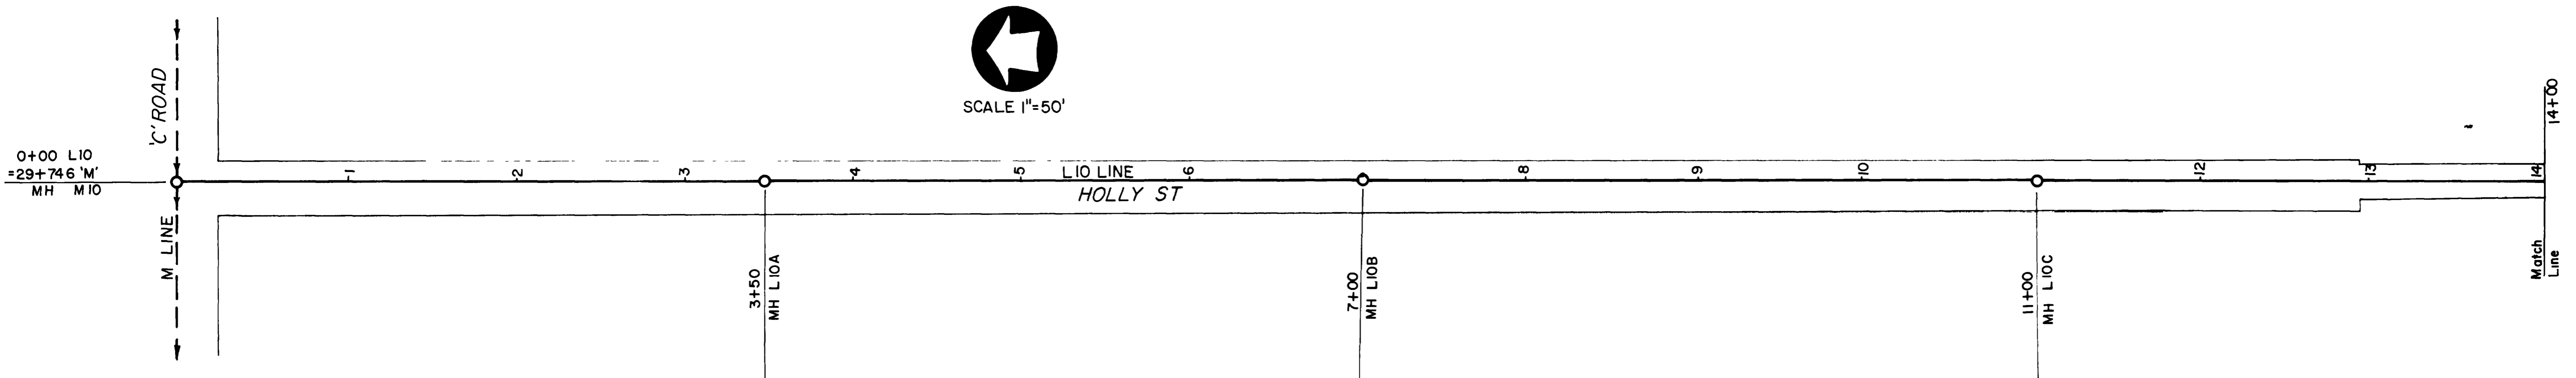 'C' ROAD
SCALE 1"=50'
0+00 L10
=29+746 'M'
MH M10
M LINE
1
2
3
4
5
L10 LINE
6
8
9
10
12
13
14
HOLLY ST
3+50
MH L10A
7+00
MH L10B
11+00
MH L10C
14+00
Match
Line